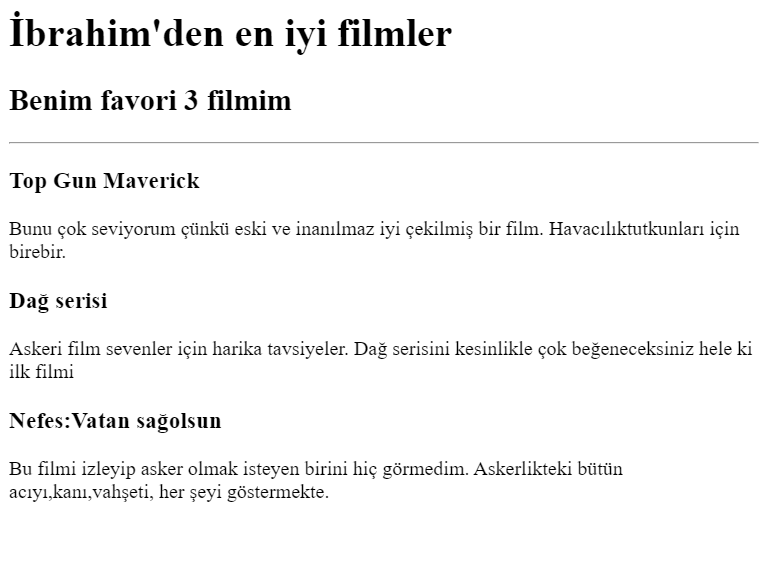 İbrahim'den en iyi filmler
Benim favori 3 filmim
Top Gun Maverick
Bunu çok seviyorum çünkü eski ve inanılmaz iyi çekilmiş bir film. Havacılıktutkunları için
birebir.
Dağ serisi
Askeri film sevenler için harika tavsiyeler. Dağ serisini kesinlikle çok beğeneceksiniz hele ki
ilk filmi
Nefes:Vatan sağolsun
Bu filmi izleyip asker olmak isteyen birini hiç görmedim. Askerlikteki bütün
acıyı,kanı,vahşeti, her şeyi göstermekte.